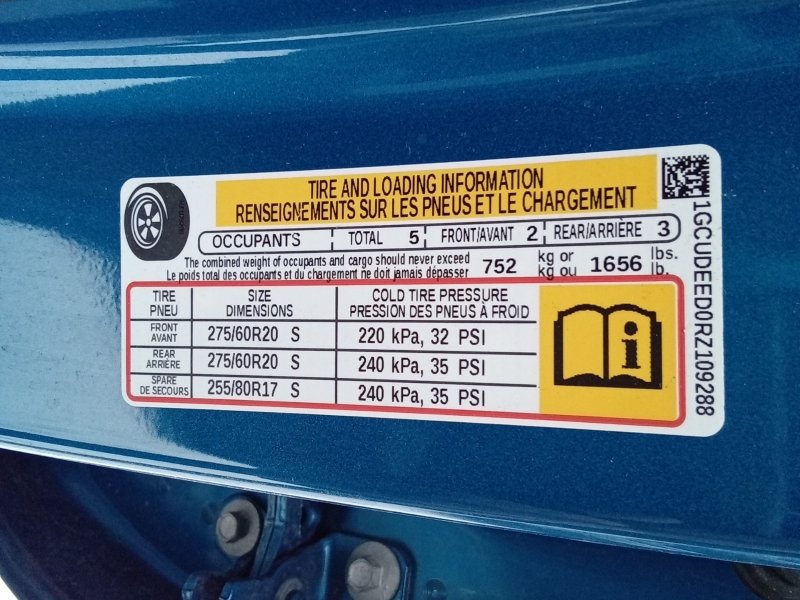 TIRE AND LOADING INFORMATION
RENSEIGNEMENTS SUR LES PNEUS ET LE CHARGEMENT
OCCUPANTS TOTAL 5 FRONT/AVANT 2 REAR/ARRIÈRE 3
The combined weight of occupants and cargo should never exceed
Le poids total des occupants et du chargement ne doit jamais dépasser
752 kg or kg ou 1656 lbs. lb.
TIRE PNEU SIZE DIMENSIONS COLD TIRE PRESSURE PRESSION DES PNEUS À FROID
FRONT AVANT 275/60R20 S 220 kPa, 32 PSI
REAR ARRIÈRE 275/60R20 S 240 kPa, 35 PSI
SPARE DE SECOURS 255/80R17 S 240 kPa, 35 PSI
1GCUDEED0RZ109288